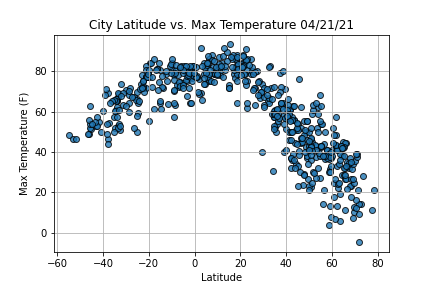 City Latitude vs. Max Temperature 04/21/21
Max Temperature (F)
80
60
40
20
0
−60 −40 −20 0 20 40 60 80
Latitude